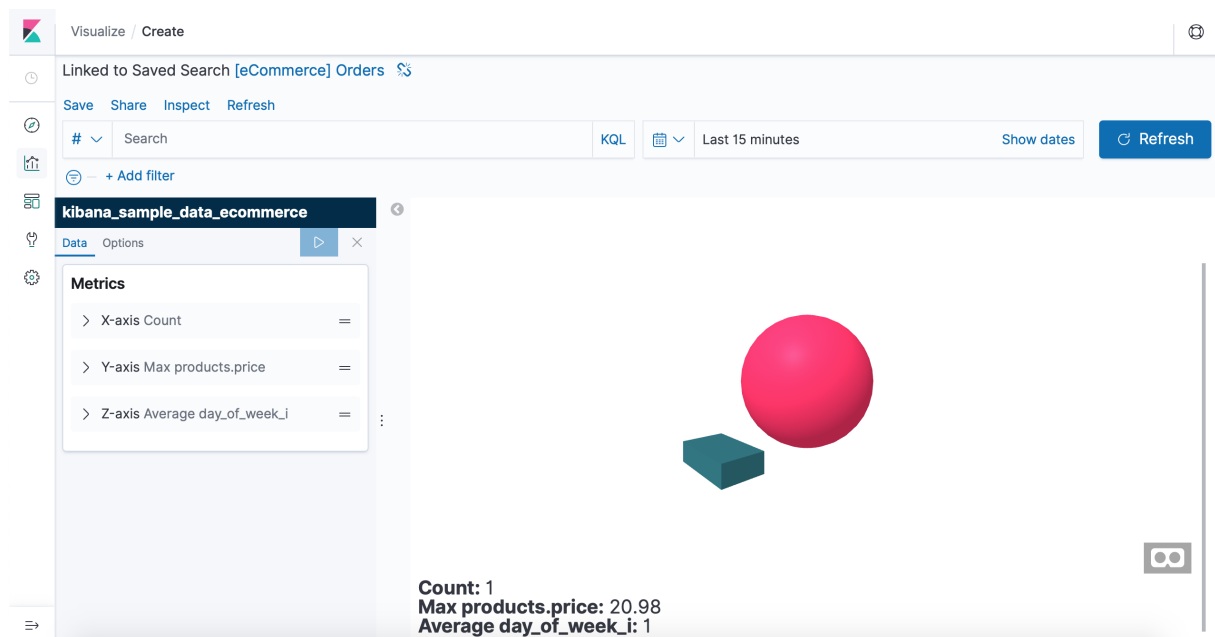 Visualize / Create
Linked to Saved Search [eCommerce] Orders
Save Share Inspect Refresh
# Search KQL Last 15 minutes Show dates Refresh
+ Add filter
kibana_sample_data_ecommerce
Data Options
Metrics
X-axis Count
Y-axis Max products.price
Z-axis Average day_of_week_i
Count: 1
Max products.price: 20.98
Average day_of_week_i: 1